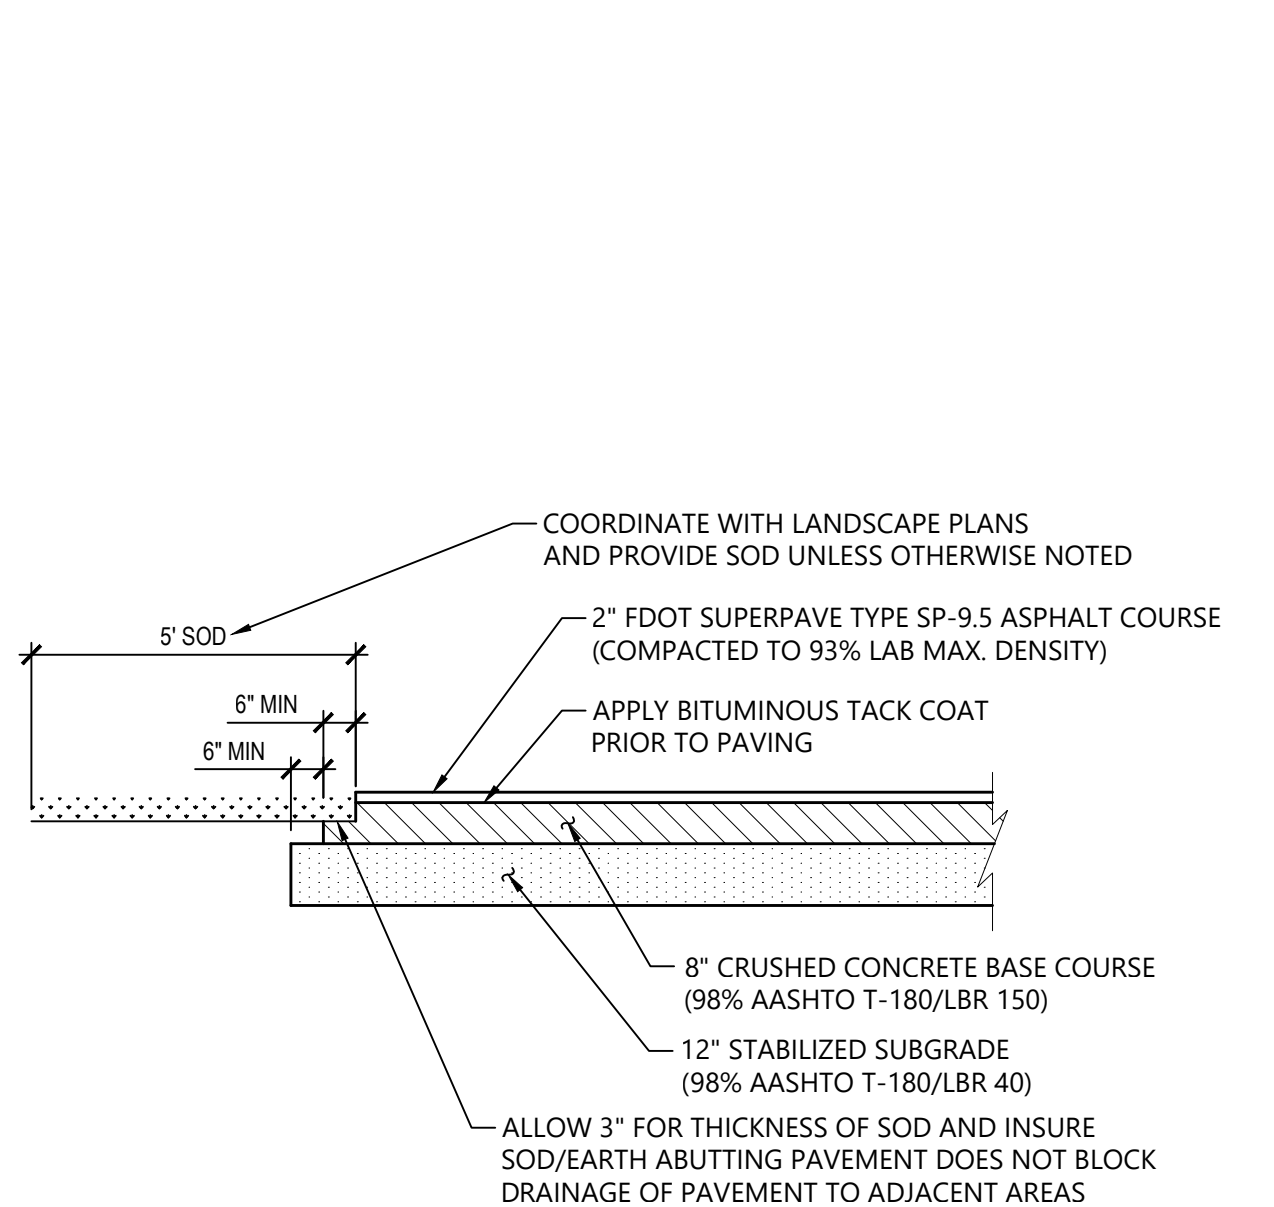 COORDINATE WITH LANDSCAPE PLANS
AND PROVIDE SOD UNLESS OTHERWISE NOTED
2" FDOT SUPERPAVE TYPE SP-9.5 ASPHALT COURSE
(COMPACTED TO 93% LAB MAX. DENSITY)
5' SOD
6" MIN
APPLY BITUMINOUS TACK COAT
PRIOR TO PAVING
6" MIN
8" CRUSHED CONCRETE BASE COURSE
(98% AASHTO T-180/LBR 150)
12" STABILIZED SUBGRADE
(98% AASHTO T-180/LBR 40)
ALLOW 3" FOR THICKNESS OF SOD AND INSURE
SOD/EARTH ABUTTING PAVEMENT DOES NOT BLOCK
DRAINAGE OF PAVEMENT TO ADJACENT AREAS